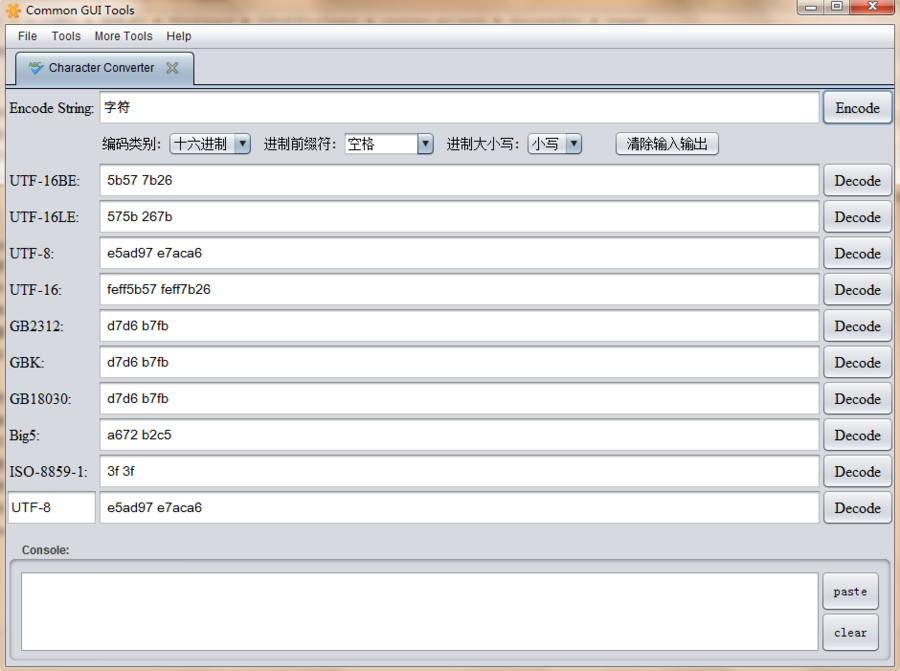 Common GUI Tools
File Tools More Tools Help
ABC Character Converter
Encode String: 字符 Encode
编码类别: 十六进制 进制前缀符: 空格 进制大小写: 小写 清除输入输出
UTF-16BE: 5b57 7b26 Decode
UTF-16LE: 575b 267b Decode
UTF-8: e5ad97 e7aca6 Decode
UTF-16: feff5b57 feff7b26 Decode
GB2312: d7d6 b7fb Decode
GBK: d7d6 b7fb Decode
GB18030: d7d6 b7fb Decode
Big5: a672 b2c5 Decode
ISO-8859-1: 3f 3f Decode
UTF-8 e5ad97 e7aca6 Decode
Console:
paste
clear